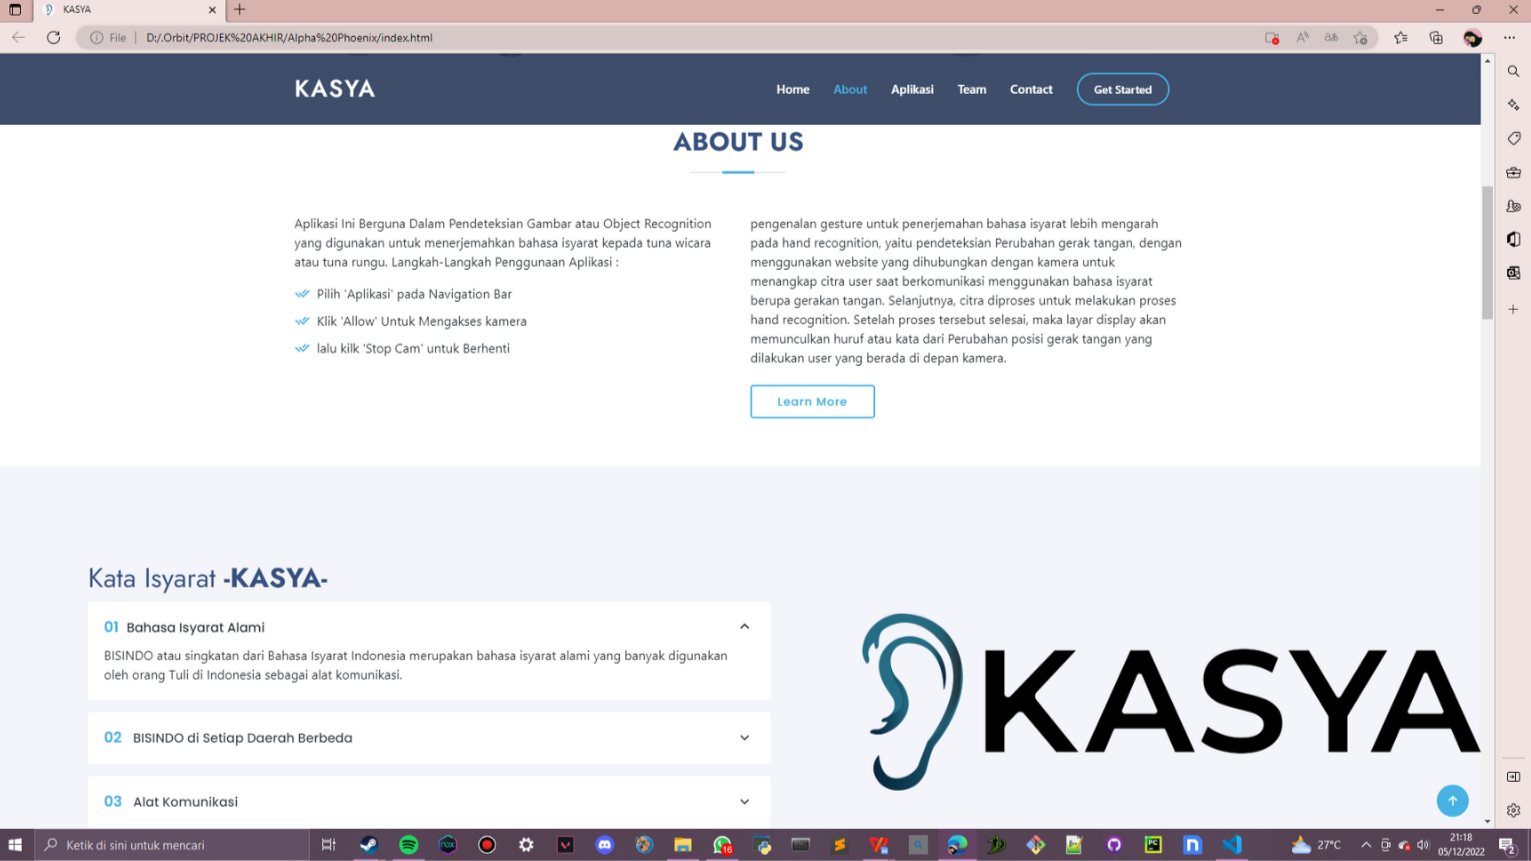 KASYA
File
D:/.Orbit/PROJEK%20AKHIR/Alpha%20Phoenix/index.html
KASYA
Home
About
Aplikasi
Team
Contact
Get Started
ABOUT US
Aplikasi Ini Berguna Dalam Pendeteksian Gambar atau Object Recognition
yang digunakan untuk menerjemahkan bahasa isyarat kepada tuna wicara
atau tuna rungu. Langkah-Langkah Penggunaan Aplikasi :
Pilih 'Aplikasi' pada Navigation Bar
Klik 'Allow' Untuk Mengakses kamera
lalu kilk 'Stop Cam' untuk Berhenti
pengenalan gesture untuk penerjemahan bahasa isyarat lebih mengarah
pada hand recognition, yaitu pendeteksian Perubahan gerak tangan, dengan
menggunakan website yang dihubungkan dengan kamera untuk
menangkap citra user saat berkomunikasi menggunakan bahasa isyarat
berupa gerakan tangan. Selanjutnya, citra diproses untuk melakukan proses
hand recognition. Setelah proses tersebut selesai, maka layar display akan
memunculkan huruf atau kata dari Perubahan posisi gerak tangan yang
dilakukan user yang berada di depan kamera.
Learn More
Kata Isyarat -KASYA-
01 Bahasa Isyarat Alami
BISINDO atau singkatan dari Bahasa Isyarat Indonesia merupakan bahasa isyarat alami yang banyak digunakan
oleh orang Tuli di Indonesia sebagai alat komunikasi.
02 BISINDO di Setiap Daerah Berbeda
03 Alat Komunikasi
KASYA
Ketik di sini untuk mencari
16
27°C
21:18
05/12/2022
2